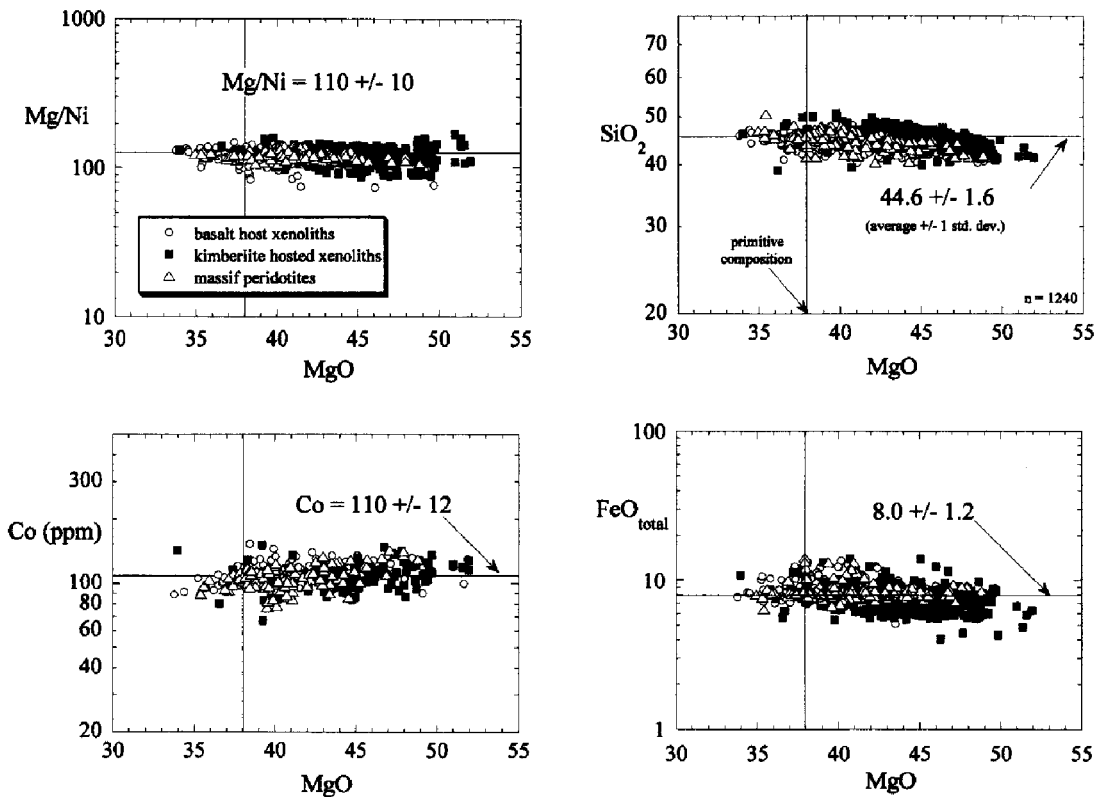 1000
Mg/Ni = 110 +/- 10
Mg/Ni
100
basalt host xenoliths
kimberiite hosted xenoliths
massif peridotites
10
30 35 40 45 50 55
MgO
70
60
50
SiO2
40
44.6 +/- 1.6
(average +/- 1 std. dev.)
30
primitive
composition
n = 1240
20
30 35 40 45 50 55
MgO
300
Co = 110 +/- 12
Co (ppm)
100
80
60
40
20
30 35 40 45 50 55
MgO
100
8.0 +/- 1.2
FeOtotal
10
1
30 35 40 45 50 55
MgO